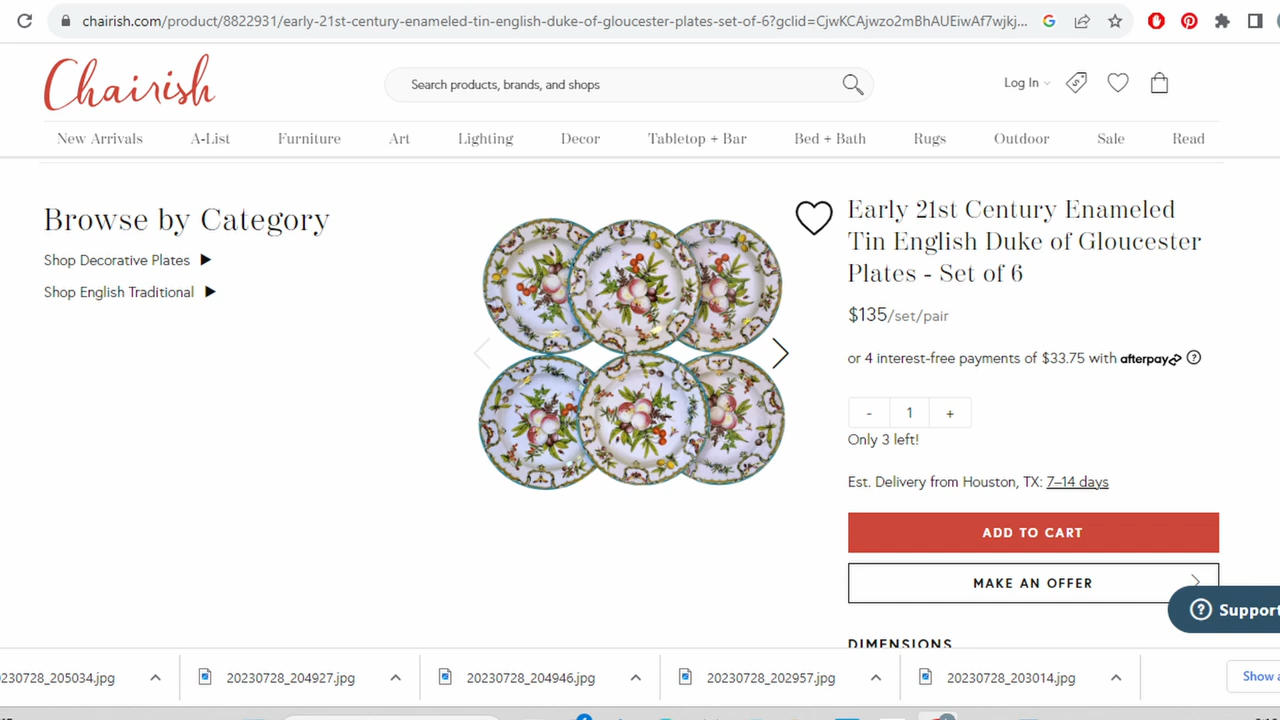 chairish.com/product/8822931/early-21st-century-enameled-tin-english-duke-of-gloucester-plates-set-of-6?gclid=CjwKCAjwzo2mBhAUEiwAf7wjkj...
Chairish
Search products, brands, and shops
Log In
New Arrivals A-List Furniture Art Lighting Decor Tabletop + Bar Bed + Bath Rugs Outdoor Sale Read
Browse by Category
Shop Decorative Plates
Shop English Traditional
Early 21st Century Enameled
Tin English Duke of Gloucester
Plates - Set of 6
$135/set/pair
or 4 interest-free payments of $33.75 with afterpay ?
- 1 +
Only 3 left!
Est. Delivery from Houston, TX: 7–14 days
ADD TO CART
MAKE AN OFFER
? Support
DIMENSIONS
230728_205034.jpg 20230728_204927.jpg 20230728_204946.jpg 20230728_202957.jpg 20230728_203014.jpg Show a